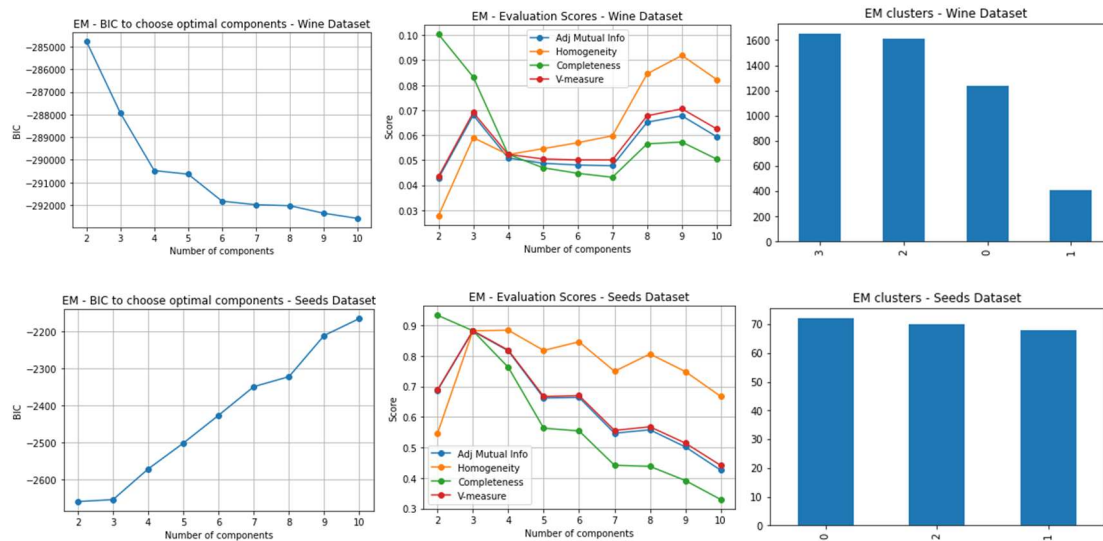 EM - BIC to choose optimal components - Wine Dataset
BIC
−285000
−286000
−287000
−288000
−289000
−290000
−291000
−292000
2 3 4 5 6 7 8 9 10
Number of components
EM - Evaluation Scores - Wine Dataset
Score
0.10
0.09
0.08
0.07
0.06
0.05
0.04
0.03
Adj Mutual Info
Homogeneity
Completeness
V-measure
2 3 4 5 6 7 8 9 10
Number of components
EM clusters - Wine Dataset
1600
1400
1200
1000
800
600
400
200
0
3 2 0 1
EM - BIC to choose optimal components - Seeds Dataset
BIC
−2200
−2300
−2400
−2500
−2600
2 3 4 5 6 7 8 9 10
Number of components
EM - Evaluation Scores - Seeds Dataset
Score
0.9
0.8
0.7
0.6
0.5
0.4
0.3
Adj Mutual Info
Homogeneity
Completeness
V-measure
2 3 4 5 6 7 8 9 10
Number of components
EM clusters - Seeds Dataset
70
60
50
40
30
20
10
0
0 2 1